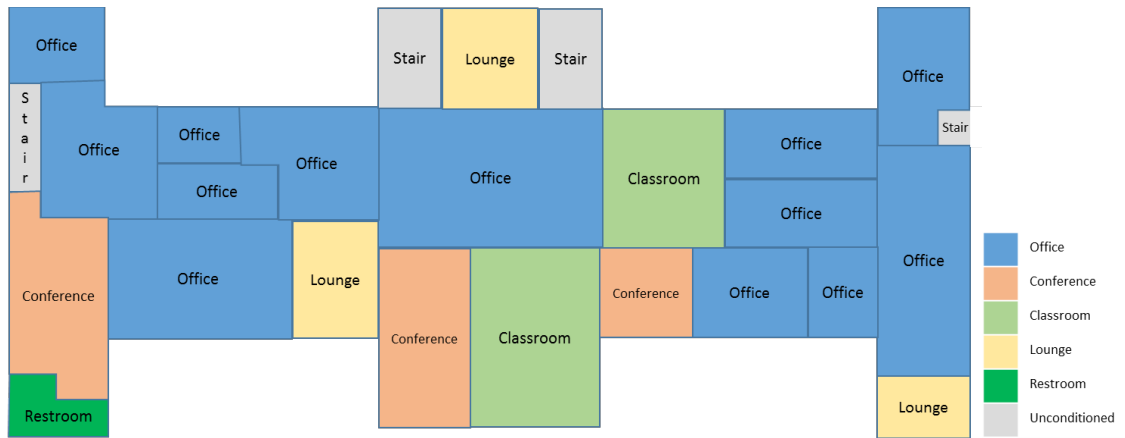 Office
Stair
Lounge
Stair
Office
S
t
a
i
r
Office
Office
Office
Office
Office
Classroom
Office
Stair
Office
Office
Conference
Office
Lounge
Conference
Classroom
Conference
Office
Office
Office
Restroom
Lounge
Office
Conference
Classroom
Lounge
Restroom
Unconditioned